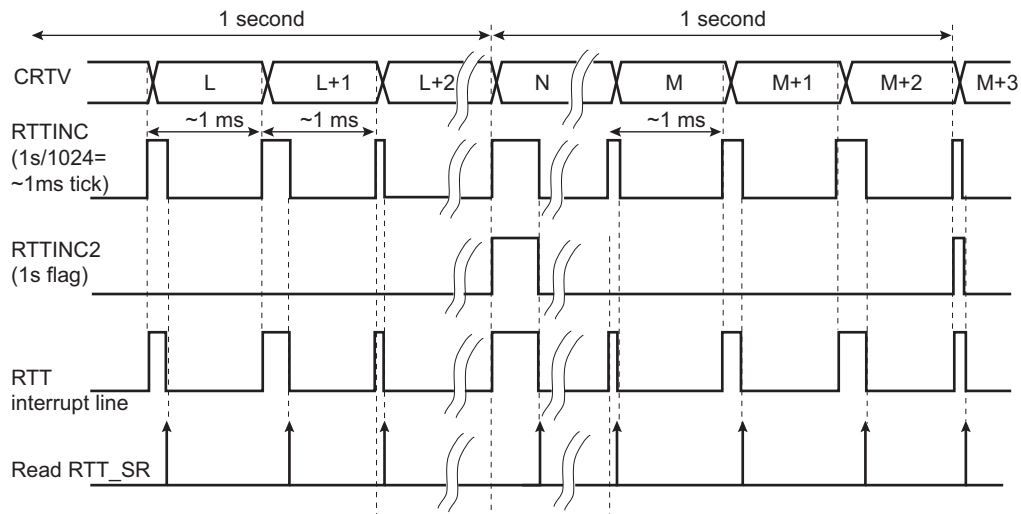 1 second 1 second
CRTV L L+1 L+2 N M M+1 M+2 M+3
~1 ms ~1 ms ~1 ms
RTTINC
(1s/1024=
~1ms tick)
RTTINC2
(1s flag)
RTT
interrupt line
Read RTT_SR